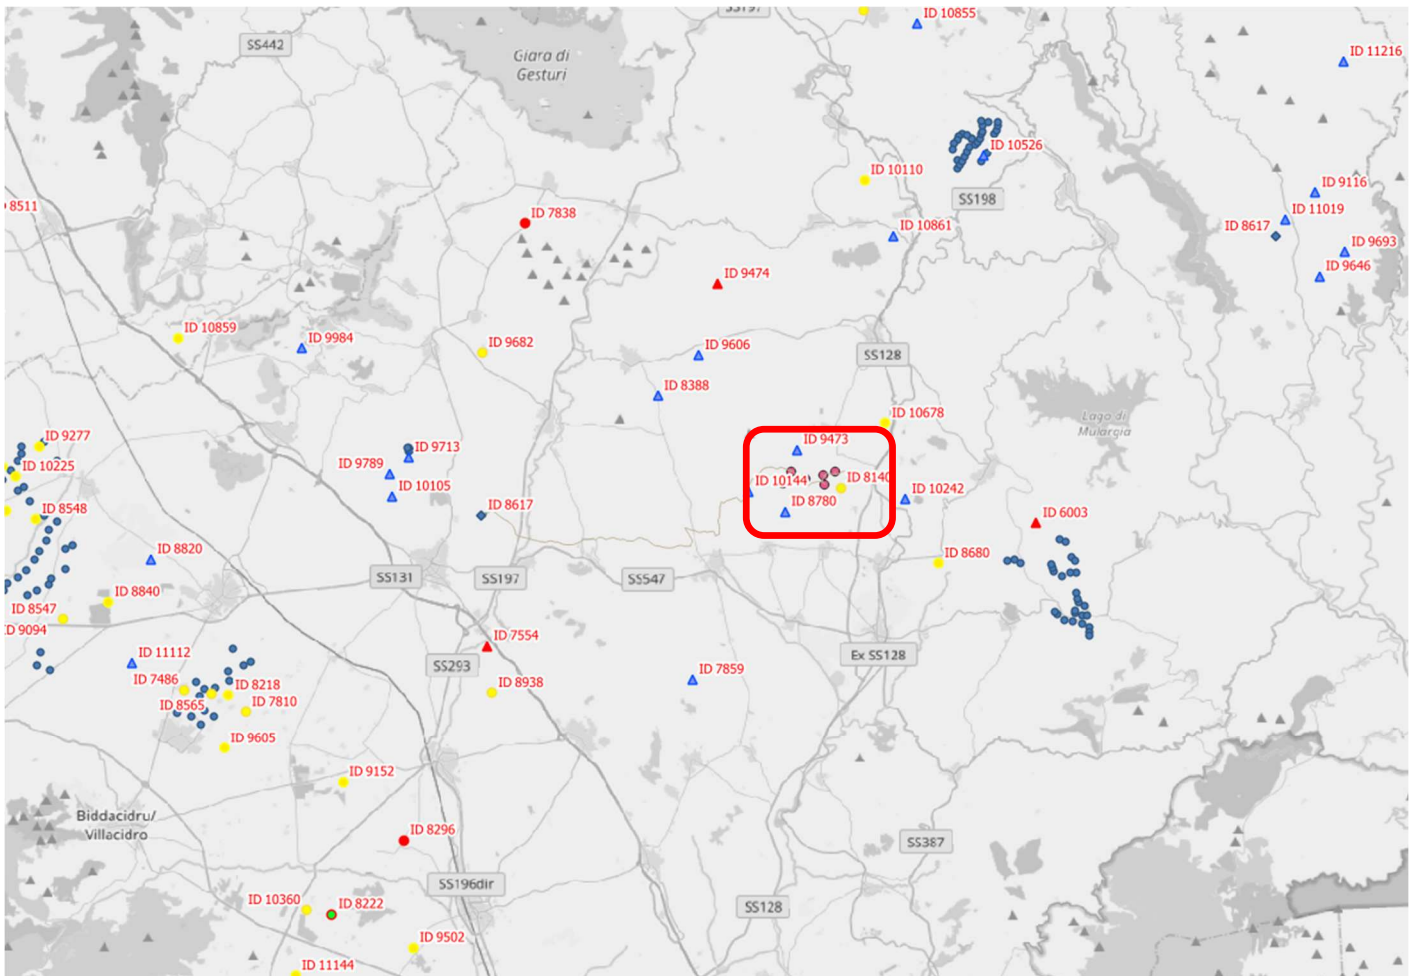 SS197
ID 10855
SS442
Giara di
Gesturi
ID 11216
ID 10526
ID 10110
SS198
ID 9116
8511
ID 7838
ID 11019
ID 8617
ID 10861
ID 9693
ID 9646
ID 9474
ID 10859
ID 9984
ID 9682
ID 9606
SS128
ID 8388
ID 10678
Lago di
Mulargia
ID 9277
ID 9713
ID 9473
ID 10225
ID 9789
ID 10144
ID 8140
ID 10105
ID 8780
ID 10242
ID 8548
ID 8617
ID 6003
ID 8820
ID 8680
SS131
SS197
SS547
ID 8840
ID 8547
D 9094
ID 7554
ID 11112
SS293
Ex SS128
ID 7486
ID 8218
ID 8938
ID 7859
ID 8565
ID 7810
ID 9605
ID 9152
Biddacidru/
Villacidro
ID 8296
SS387
SS196dir
ID 10360
ID 8222
SS128
ID 9502
ID 11144